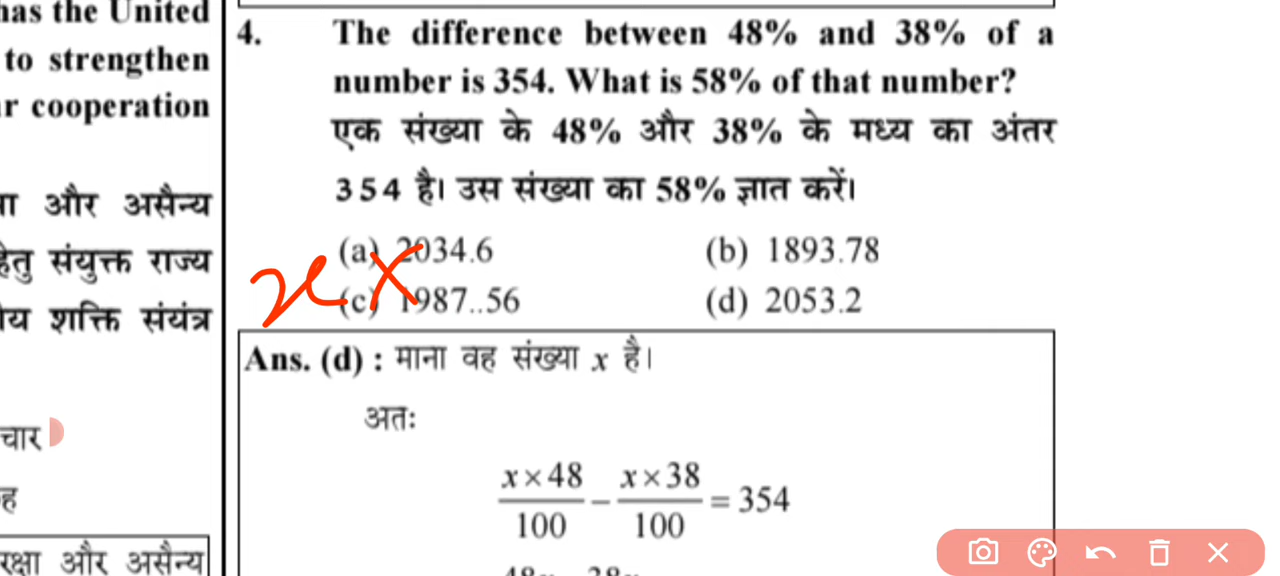 has the United
to strengthen
r cooperation
और असैन्य
संयुक्त राज्य
शक्ति संयंत्र
चार
ह
रक्षा और असैन्य
4. The difference between 48% and 38% of a
number is 354. What is 58% of that number?
एक संख्या के 48% और 38% के मध्य का अंतर
354 है। उस संख्या का 58% ज्ञात करें।
(a) 2034.6 (b) 1893.78
(c) 1987..56 (d) 2053.2
x
Ans. (d) : माना वह संख्या x है।
अतः
x×48/100 − x×38/100 = 354